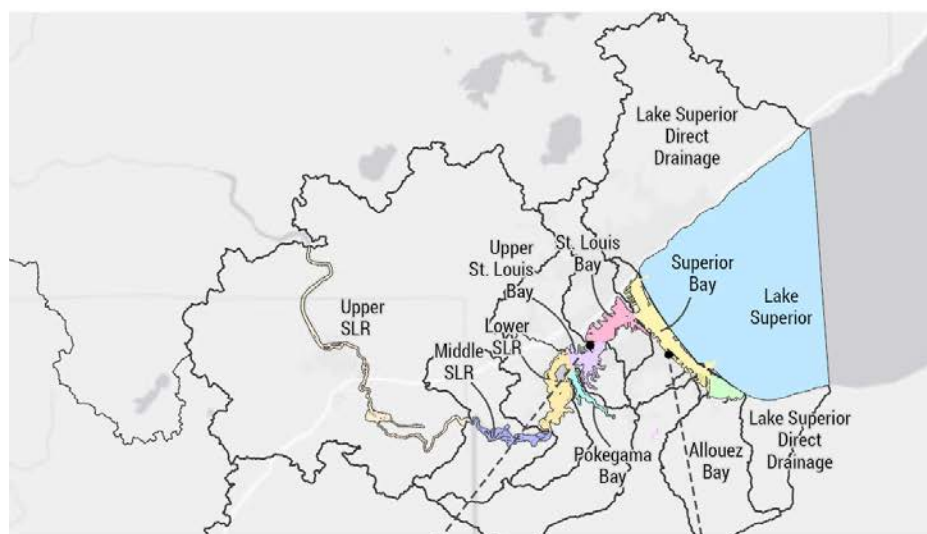 Lake Superior
Direct
Drainage
St. Louis
Bay
Upper
St. Louis
Bay
Superior
Bay
Lake
Superior
Upper
SLR
Lower
SLR
Middle
SLR
Pokegama
Bay
Allouez
Bay
Lake Superior
Direct
Drainage